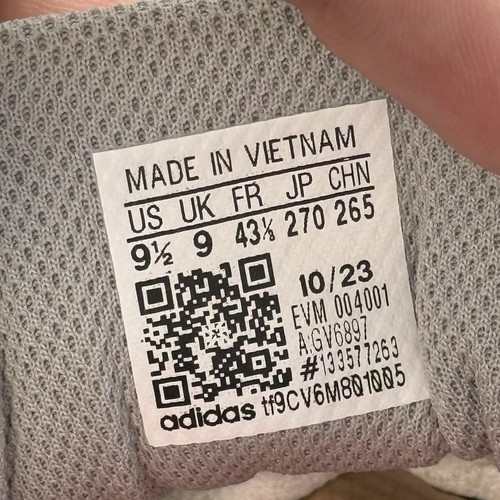 MADE IN VIETNAM
US UK FR JP CHN
9½ 9 43⅓ 270 265
10/23
EVM 004001
A:GV6897
#133577263
adidas tf9CV6M801005